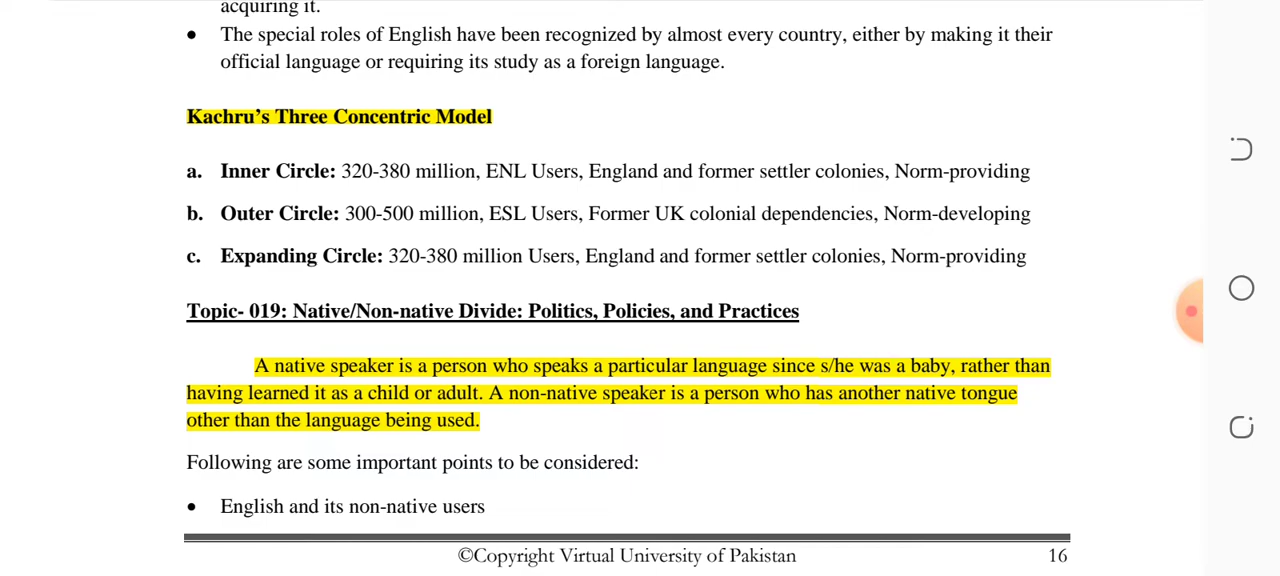 acquiring it.
• The special roles of English have been recognized by almost every country, either by making it their
official language or requiring its study as a foreign language.
Kachru’s Three Concentric Model
a. Inner Circle: 320-380 million, ENL Users, England and former settler colonies, Norm-providing
b. Outer Circle: 300-500 million, ESL Users, Former UK colonial dependencies, Norm-developing
c. Expanding Circle: 320-380 million Users, England and former settler colonies, Norm-providing
Topic- 019: Native/Non-native Divide: Politics, Policies, and Practices
A native speaker is a person who speaks a particular language since s/he was a baby, rather than
having learned it as a child or adult. A non-native speaker is a person who has another native tongue
other than the language being used.
Following are some important points to be considered:
• English and its non-native users
©Copyright Virtual University of Pakistan 16